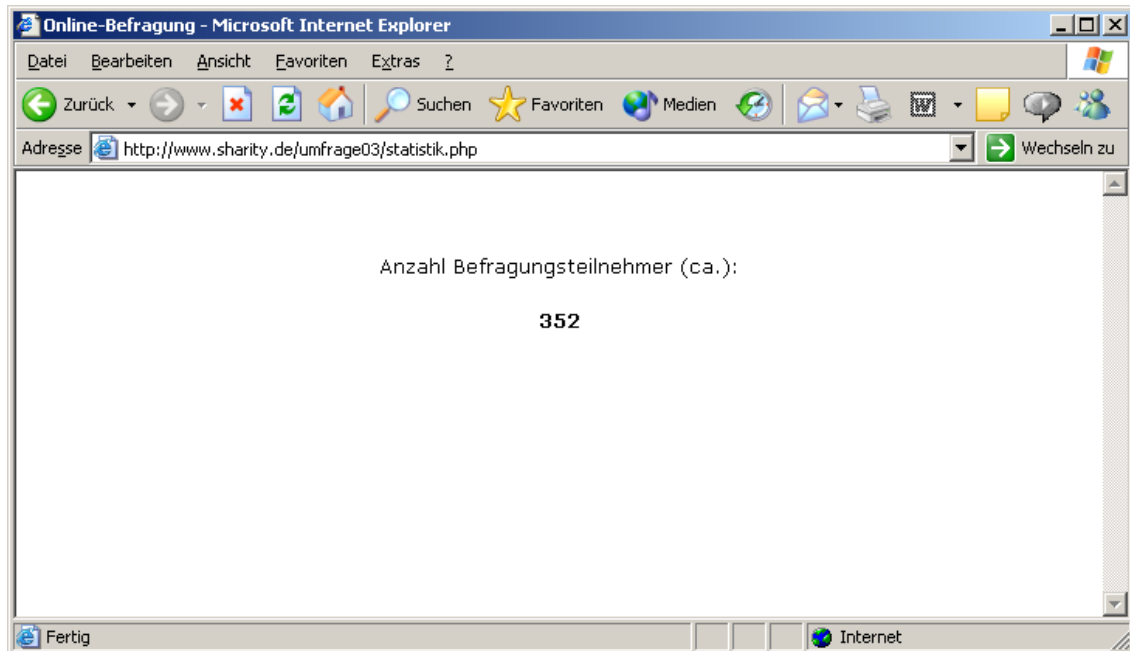 Online-Befragung - Microsoft Internet Explorer
Datei Bearbeiten Ansicht Favoriten Extras ?
Zurück Suchen Favoriten Medien
Adresse http://www.sharity.de/umfrage03/statistik.php Wechseln zu
Anzahl Befragungsteilnehmer (ca.):
352
Fertig Internet